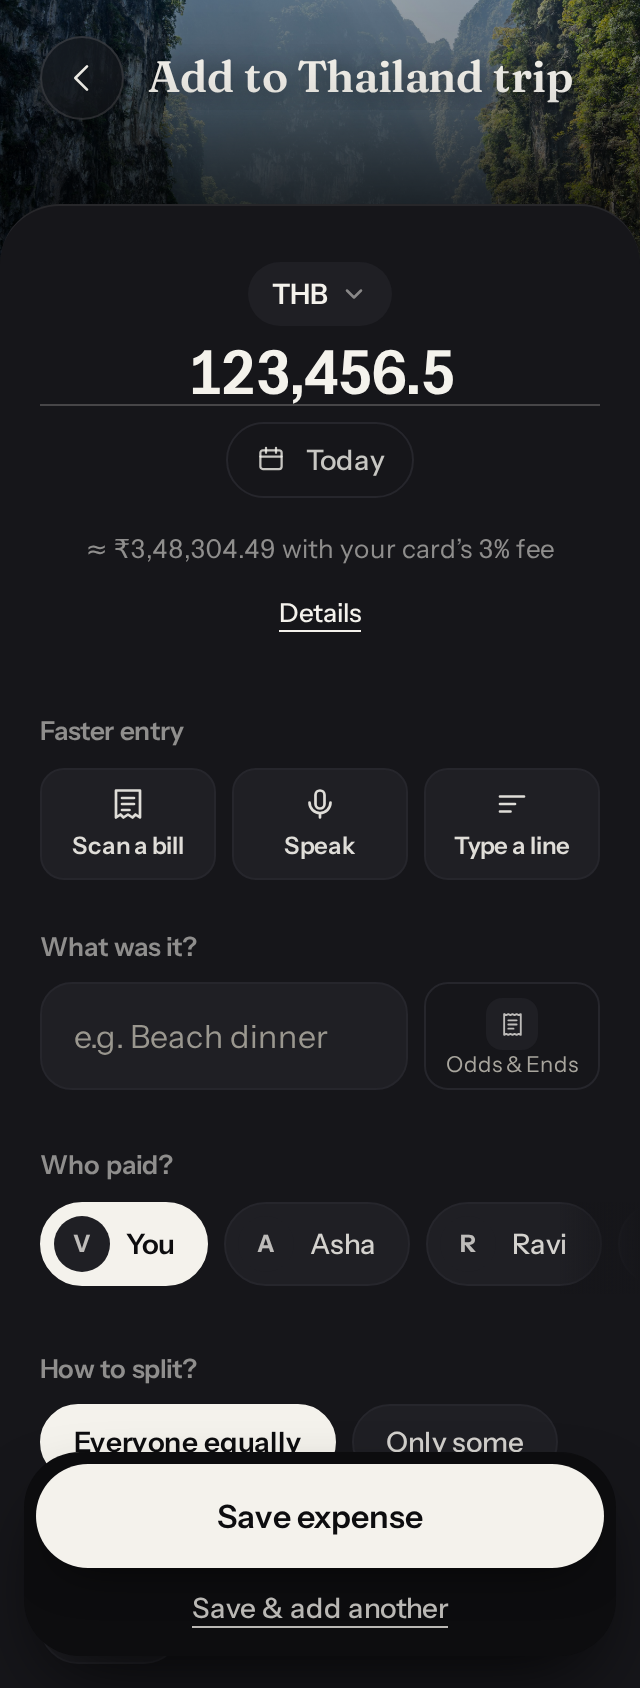 Add to Thailand trip
THB
123,456.5
Today
≈ ₹3,48,304.49 with your card’s 3% fee
Details
Faster entry
Scan a bill
Speak
Type a line
What was it?
e.g. Beach dinner
Odds & Ends
Who paid?
V You
A Asha
R Ravi
How to split?
Everyone equally
Only some
Save expense
Save & add another